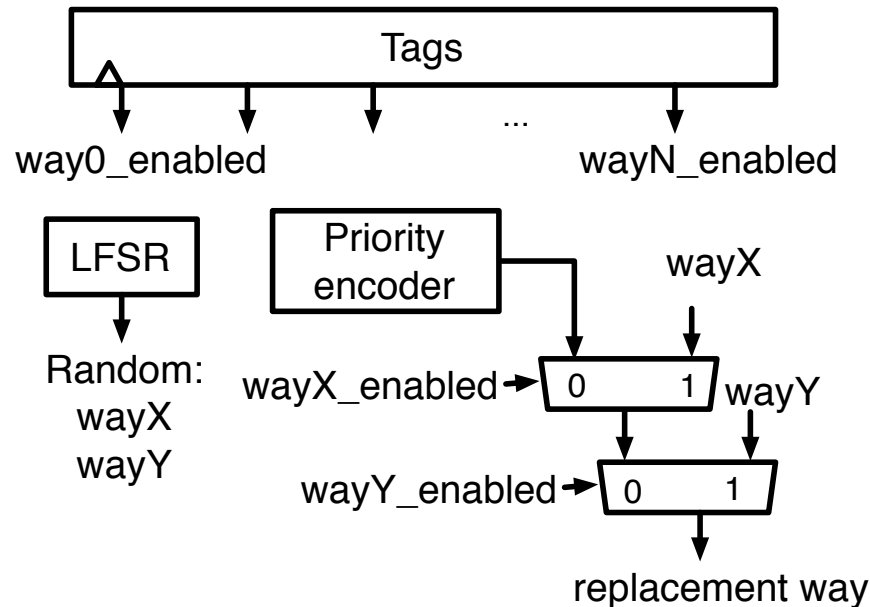 Tags
...
way0_enabled
wayN_enabled
LFSR
Priority
encoder
wayX
Random:
wayX
wayY
wayX_enabled
0
1
wayY
wayY_enabled
0
1
replacement way